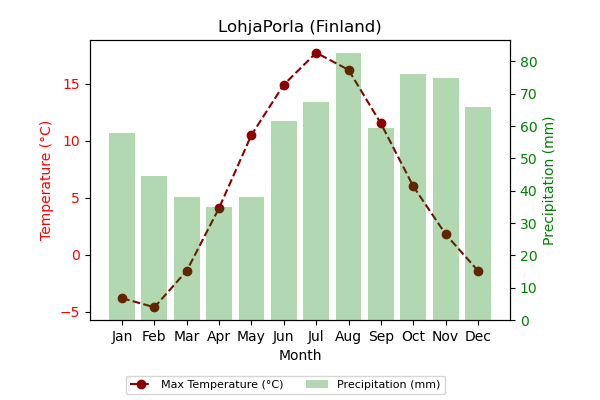 LohjaPorla (Finland)
Temperature (°C)
15
10
5
0
−5
80
70
60
50
40
30
20
10
0
Precipitation (mm)
Jan Feb Mar Apr May Jun Jul Aug Sep Oct Nov Dec
Month
Max Temperature (°C) Precipitation (mm)